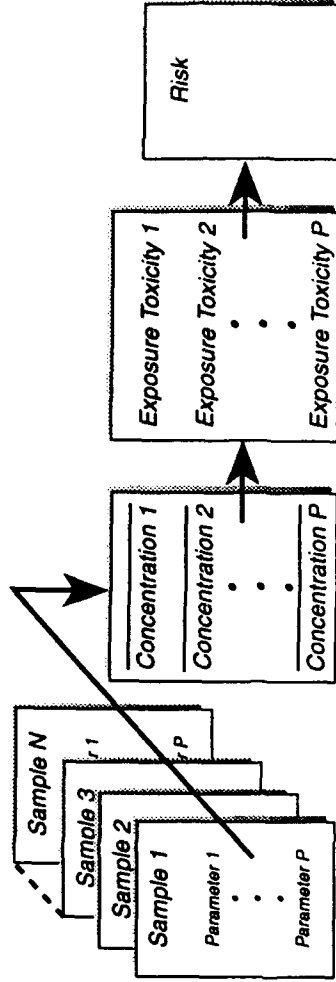 Sample N
r 1
r P
Sample 3
Sample 2
Sample 1
Parameter 1
Parameter P
Concentration 1
Concentration 2
Concentration P
Exposure Toxicity 1
Exposure Toxicity 2
Exposure Toxicity P
Risk